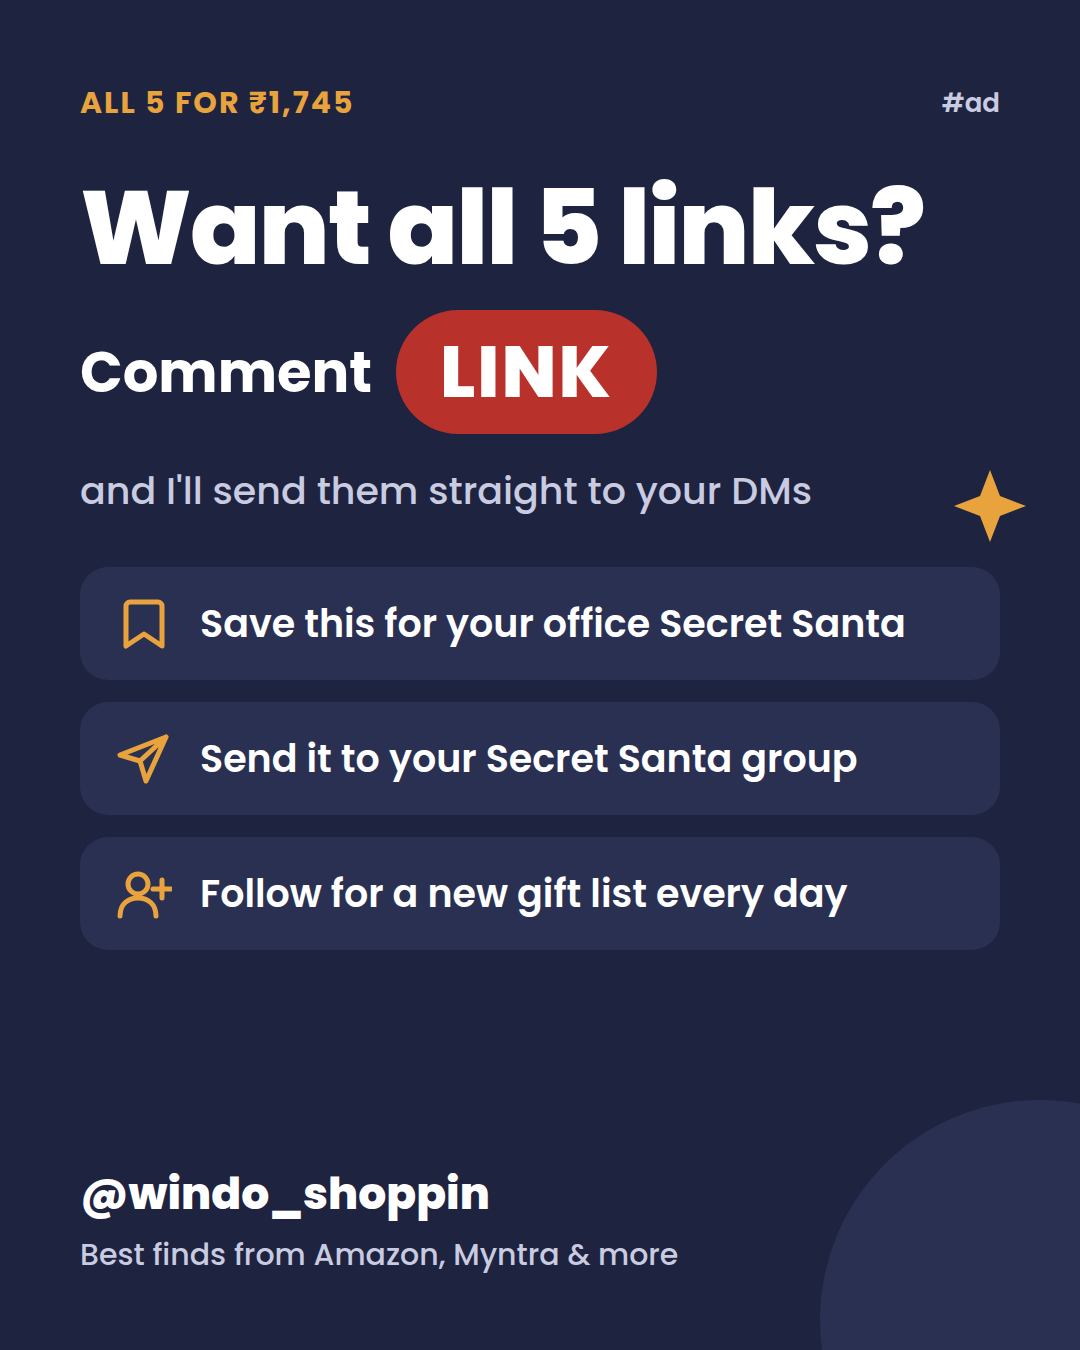 ALL 5 FOR ₹1,745
#ad
Want all 5 links?
Comment LINK
and I'll send them straight to your DMs
Save this for your office Secret Santa
Send it to your Secret Santa group
Follow for a new gift list every day
@windo_shoppin
Best finds from Amazon, Myntra & more